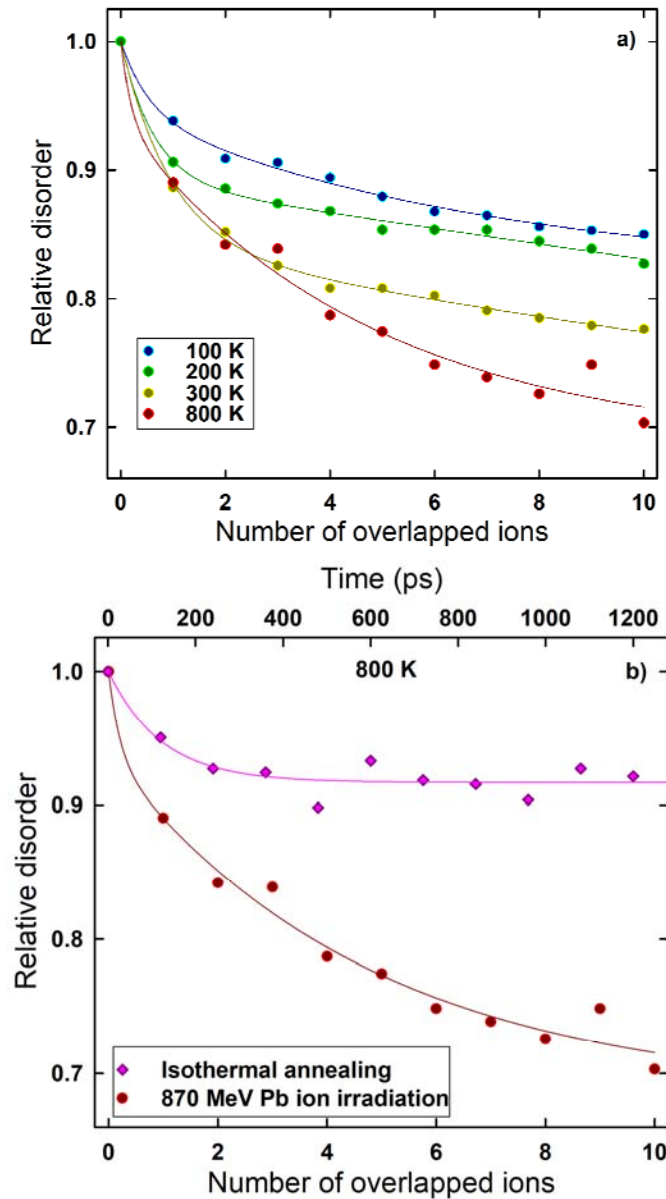 a)
1.0
0.9
0.8
0.7
Relative disorder
100 K
200 K
300 K
800 K
0 2 4 6 8 10
Number of overlapped ions
Time (ps)
0 200 400 600 800 1000 1200
800 K b)
1.0
0.9
0.8
0.7
Relative disorder
Isothermal annealing
870 MeV Pb ion irradiation
0 2 4 6 8 10
Number of overlapped ions